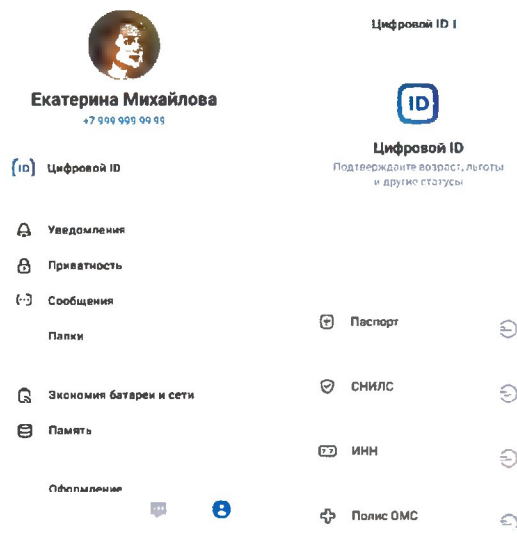 Екатерина Михайлова
+7 999 999 99 99
Цифровой ID
Уведомления
Приватность
Сообщения
Папки
Экономия батареи и сети
Память
Оформление
Цифровой ID
ID
Цифровой ID
Подтверждайте возраст, льготы
и другие статусы
Паспорт
СНИЛС
ИНН
Полис ОМС